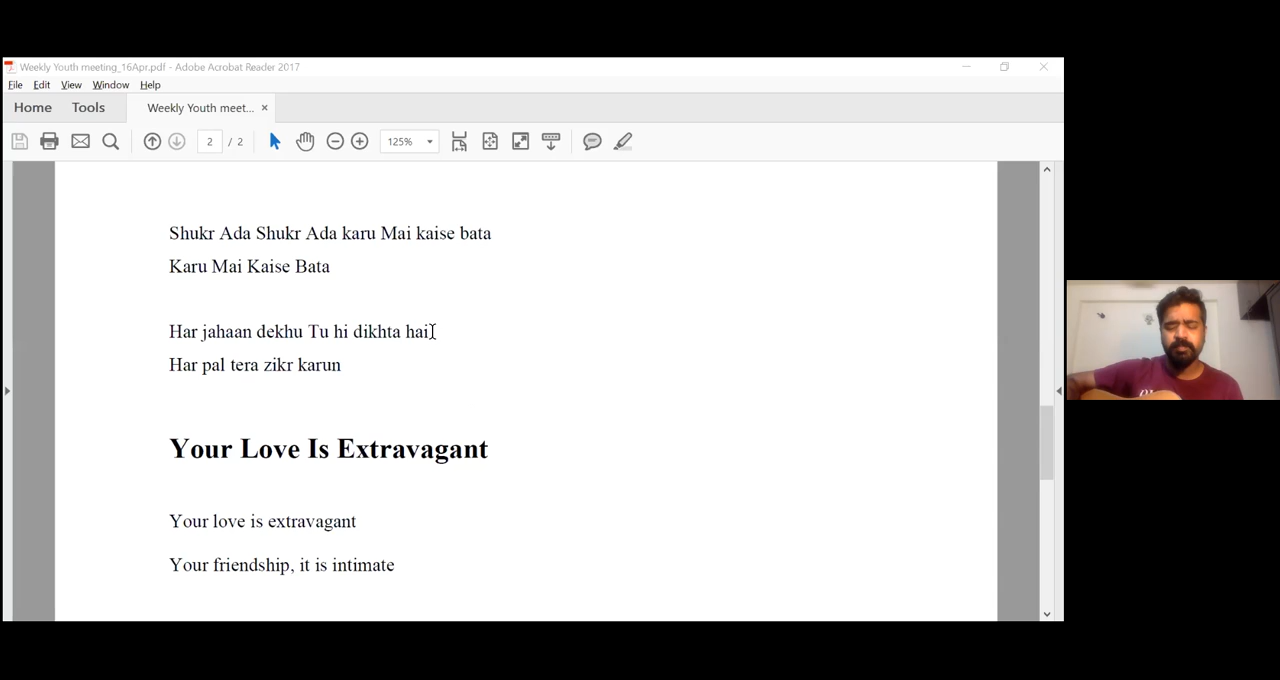 Weekly Youth meeting_16Apr.pdf - Adobe Acrobat Reader 2017
File Edit View Window Help
Home Tools Weekly Youth meet... ×
2 / 2 125%
Shukr Ada Shukr Ada karu Mai kaise bata
Karu Mai Kaise Bata
Har jahaan dekhu Tu hi dikhta hai
Har pal tera zikr karun
Your Love Is Extravagant
Your love is extravagant
Your friendship, it is intimate